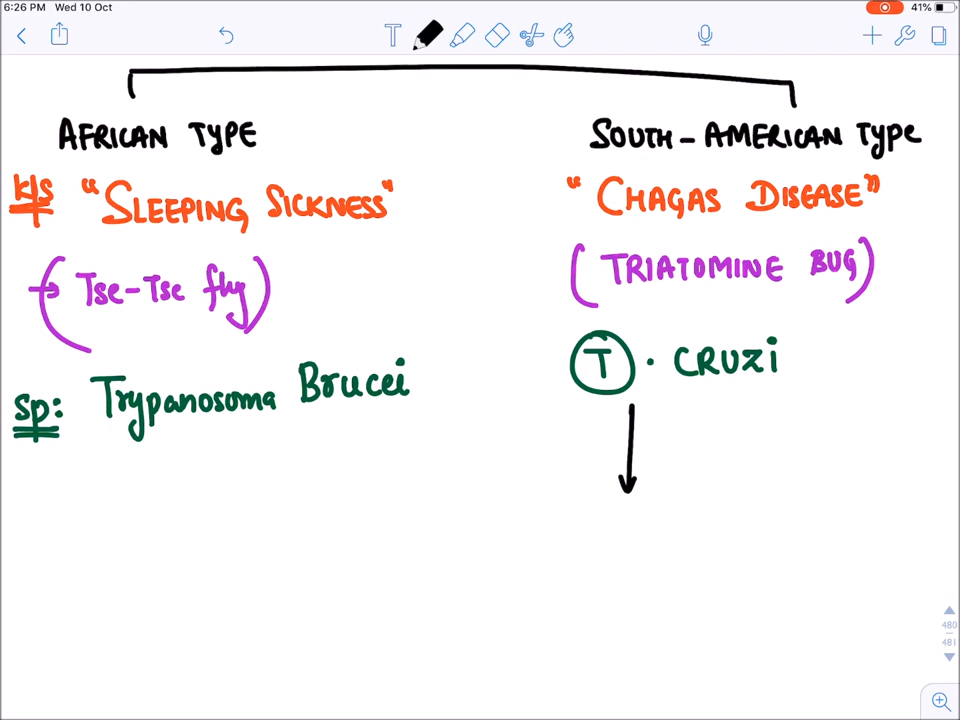 6:26 PM Wed 10 Oct
41%
T
AFRICAN TYPE
SOUTH-AMERICAN TYPE
K/S "SLEEPING SICKNESS"
"CHAGAS DISEASE"
(Tse-Tse fly)
(TRIATOMINE BUG)
T. CRUZI
Sp: Trypanosoma Brucei
480
481